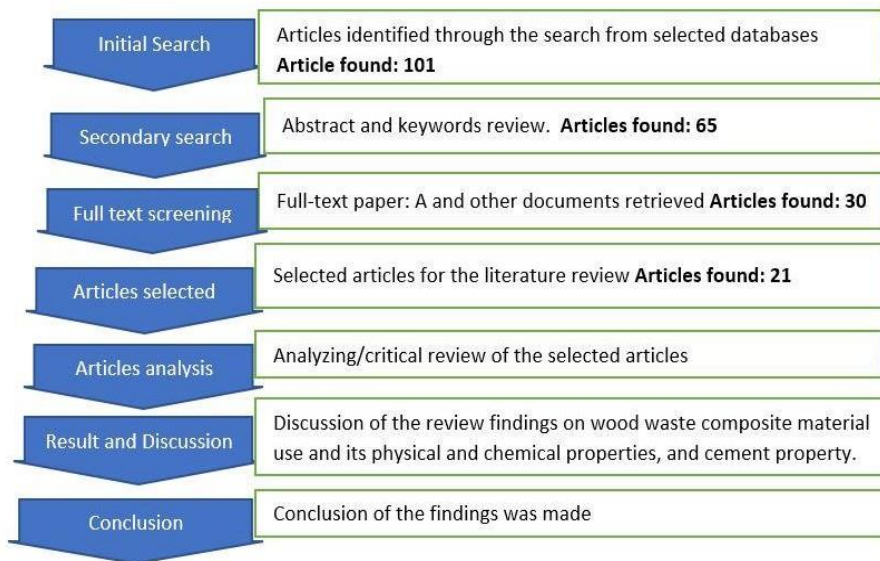 Initial Search
Articles identified through the search from selected databases
Article found: 101
Secondary search
Abstract and keywords review. Articles found: 65
Full text screening
Full-text paper: A and other documents retrieved Articles found: 30
Articles selected
Selected articles for the literature review Articles found: 21
Articles analysis
Analyzing/critical review of the selected articles
Result and Discussion
Discussion of the review findings on wood waste composite material
use and its physical and chemical properties, and cement property.
Conclusion
Conclusion of the findings was made